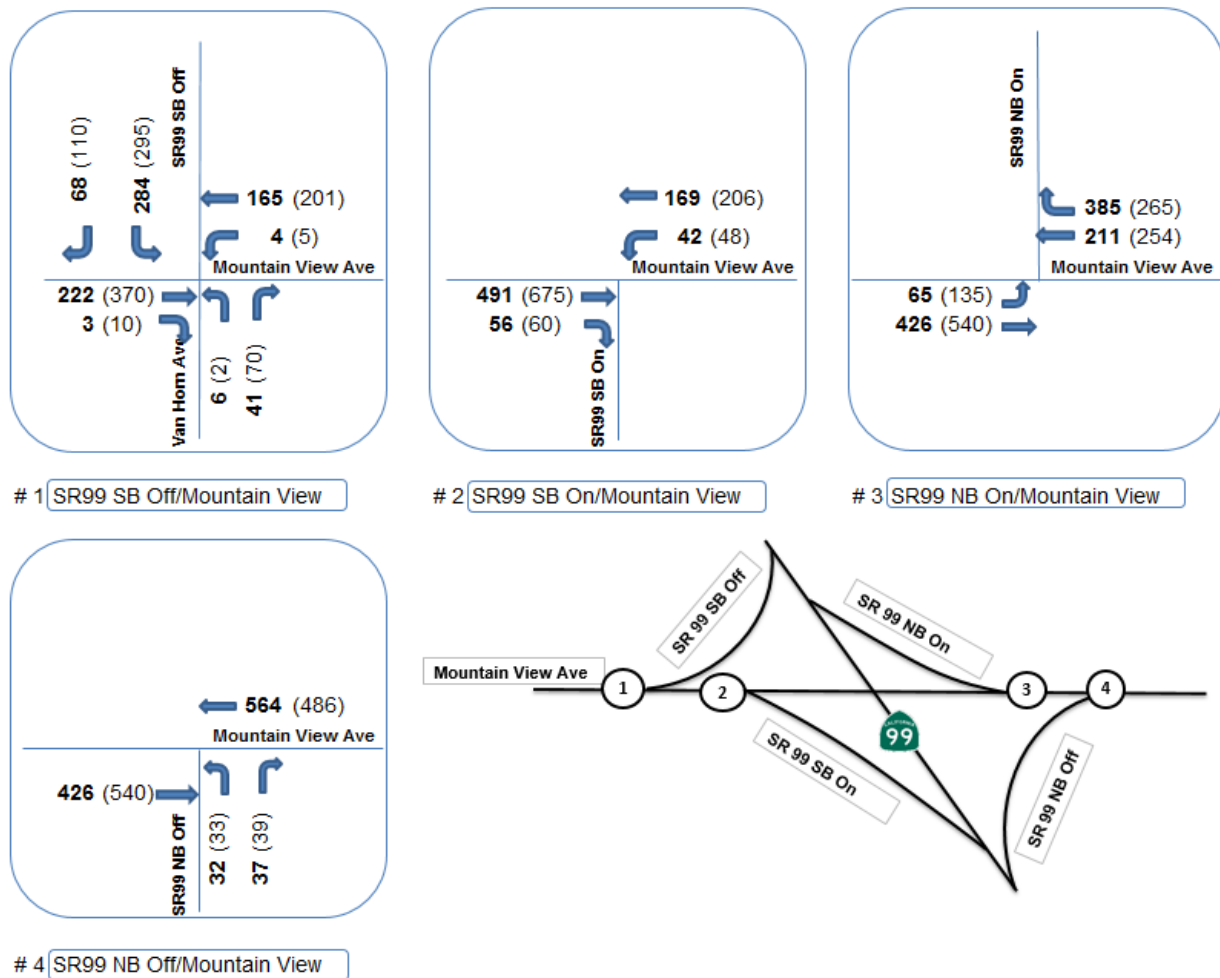 SR99 SB Off
68 (110)
284 (295)
165 (201)
4 (5)
Mountain View Ave
222 (370)
3 (10)
Van Horn Ave
6 (2)
41 (70)
# 1 SR99 SB Off/Mountain View
169 (206)
42 (48)
Mountain View Ave
491 (675)
56 (60)
SR99 SB On
# 2 SR99 SB On/Mountain View
SR99 NB On
385 (265)
211 (254)
Mountain View Ave
65 (135)
426 (540)
# 3 SR99 NB On/Mountain View
564 (486)
Mountain View Ave
426 (540)
SR99 NB Off
32 (33)
37 (39)
# 4 SR99 NB Off/Mountain View
SR 99 SB Off
SR 99 NB On
Mountain View Ave
1
2
3
4
CALIFORNIA
99
SR 99 SB On
SR 99 NB Off